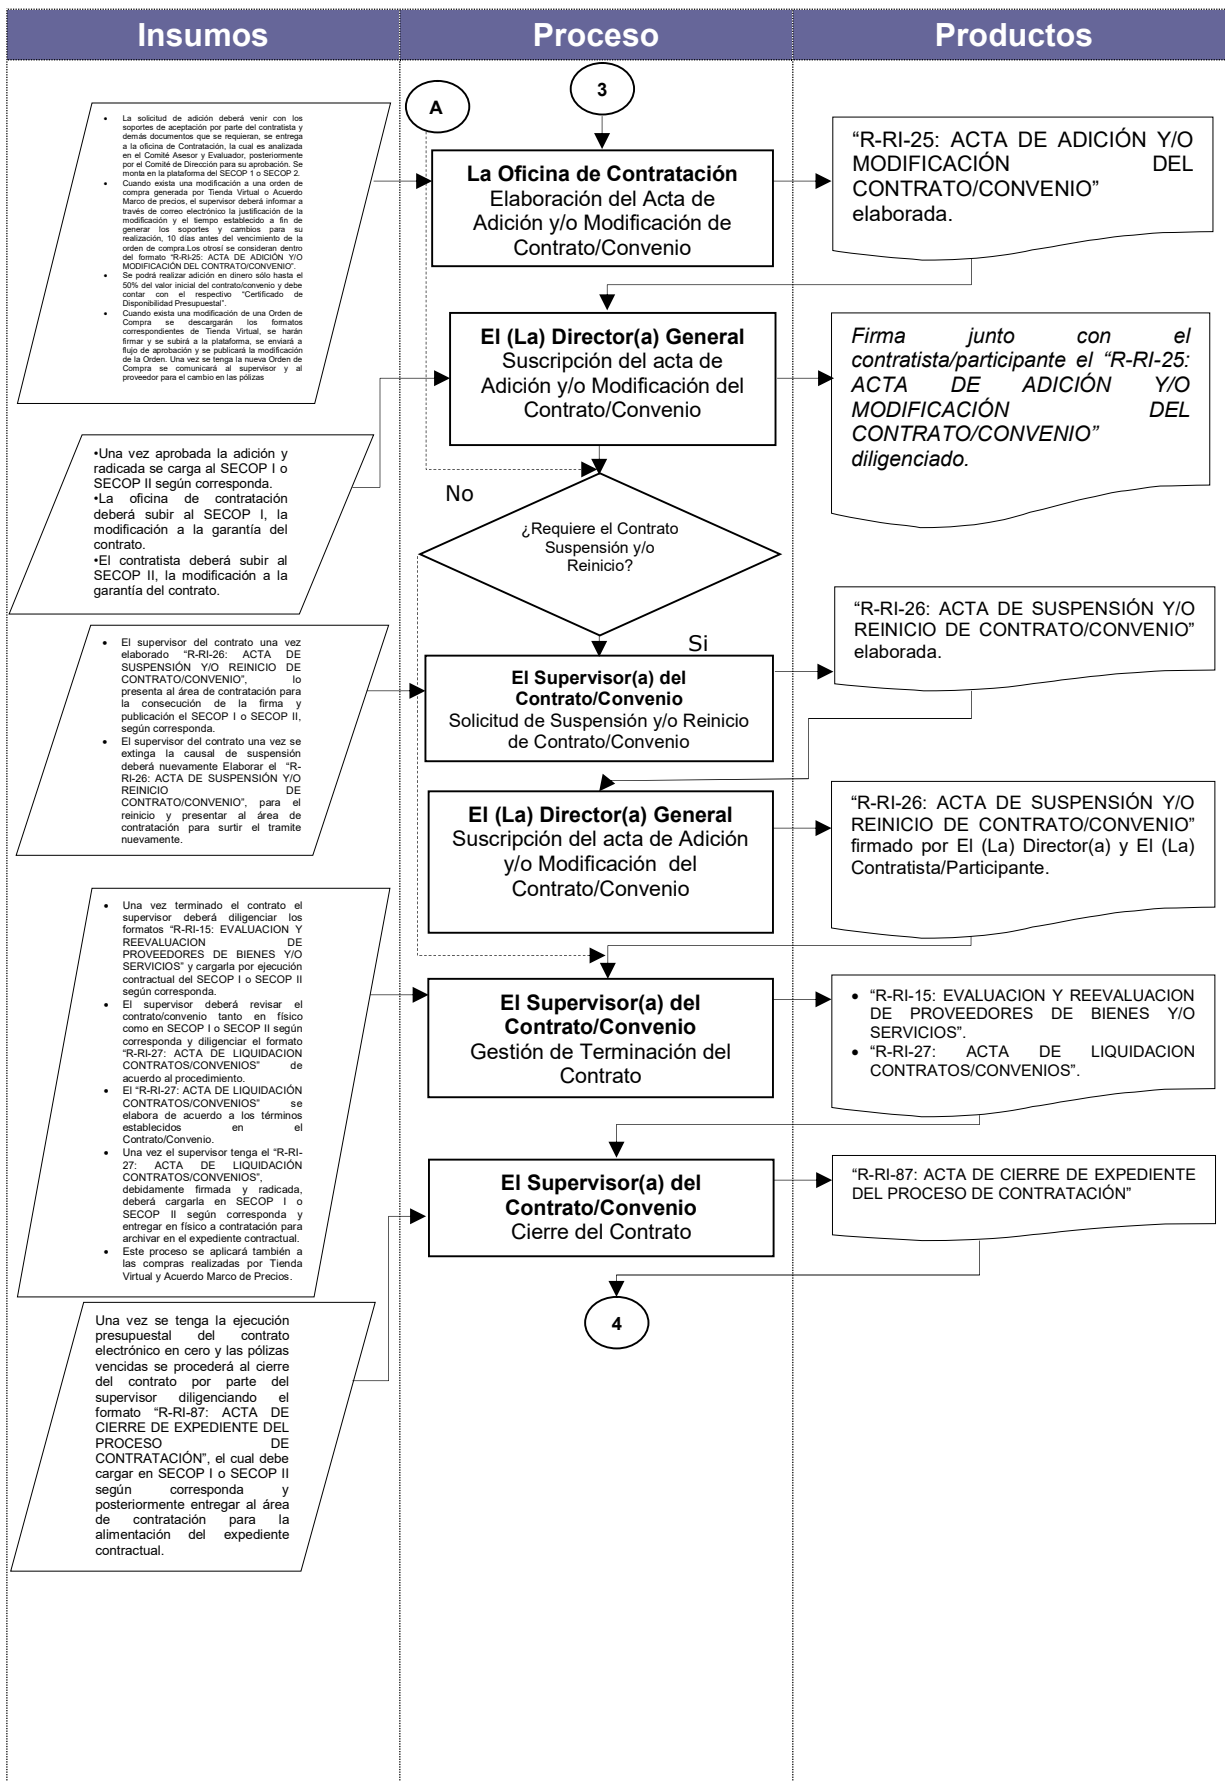 Insumos
Proceso
Productos
3
A
• La solicitud de adición deberá venir con los
soportes de aceptación por parte del contratista y
demás documentos que se requieran, se entrega
a la oficina de Contratación, la cual es analizada
en el Comité Asesor y Evaluador, posteriormente
por el Comité de Dirección para su aprobación. Se
monta en la plataforma del SECOP 1 o SECOP 2.
• Cuando exista una modificación a una orden de
compra generada por Tienda Virtual o Acuerdo
Marco de precios, el supervisor deberá informar a
través de correo electrónico la justificación de la
modificación y el tiempo establecido a fin de
generar los soportes y cambios para su
realización, 10 días antes del vencimiento de la
orden de compra.Los otrosí se consideran dentro
del formato “R-RI-25: ACTA DE ADICIÓN Y/O
MODIFICACIÓN DEL CONTRATO/CONVENIO”.
• Se podrá realizar adición en dinero sólo hasta el
50% del valor inicial del contrato/convenio y debe
contar con el respectivo “Certificado de
Disponibilidad Presupuestal”.
• Cuando exista una modificación de una Orden de
Compra se descargarán los formatos
correspondientes de Tienda Virtual, se harán
firmar y se subirá a la plataforma, se enviará a
flujo de aprobación y se publicará la modificación
de la Orden. Una vez se tenga la nueva Orden de
Compra se comunicará al supervisor y al
proveedor para el cambio en las pólizas
La Oficina de Contratación
Elaboración del Acta de
Adición y/o Modificación de
Contrato/Convenio
“R-RI-25: ACTA DE ADICIÓN Y/O
MODIFICACIÓN DEL
CONTRATO/CONVENIO”
elaborada.
El (La) Director(a) General
Suscripción del acta de
Adición y/o Modificación del
Contrato/Convenio
Firma junto con el
contratista/participante el “R-RI-25:
ACTA DE ADICIÓN Y/O
MODIFICACIÓN DEL
CONTRATO/CONVENIO”
diligenciado.
•Una vez aprobada la adición y
radicada se carga al SECOP I o
SECOP II según corresponda.
•La oficina de contratación
deberá subir al SECOP I, la
modificación a la garantía del
contrato.
•El contratista deberá subir al
SECOP II, la modificación a la
garantía del contrato.
No
¿Requiere el Contrato
Suspensión y/o
Reinicio?
Si
• El supervisor del contrato una vez
elaborado “R-RI-26: ACTA DE
SUSPENSIÓN Y/O REINICIO DE
CONTRATO/CONVENIO”, lo
presenta al área de contratación para
la consecución de la firma y
publicación el SECOP I o SECOP II,
según corresponda.
• El supervisor del contrato una vez se
extinga la causal de suspensión
deberá nuevamente Elaborar el “R-
RI-26: ACTA DE SUSPENSIÓN Y/O
REINICIO DE
CONTRATO/CONVENIO”, para el
reinicio y presentar al área de
contratación para surtir el tramite
nuevamente.
El Supervisor(a) del
Contrato/Convenio
Solicitud de Suspensión y/o Reinicio
de Contrato/Convenio
“R-RI-26: ACTA DE SUSPENSIÓN Y/O
REINICIO DE CONTRATO/CONVENIO”
elaborada.
El (La) Director(a) General
Suscripción del acta de Adición
y/o Modificación del
Contrato/Convenio
“R-RI-26: ACTA DE SUSPENSIÓN Y/O
REINICIO DE CONTRATO/CONVENIO”
firmado por El (La) Director(a) y El (La)
Contratista/Participante.
• Una vez terminado el contrato el
supervisor deberá diligenciar los
formatos “R-RI-15: EVALUACION Y
REEVALUACION DE
PROVEEDORES DE BIENES Y/O
SERVICIOS” y cargarla por ejecución
contractual del SECOP I o SECOP II
según corresponda.
• El supervisor deberá revisar el
contrato/convenio tanto en físico
como en SECOP I o SECOP II según
corresponda y diligenciar el formato
“R-RI-27: ACTA DE LIQUIDACION
CONTRATOS/CONVENIOS” de
acuerdo al procedimiento.
• El “R-RI-27: ACTA DE LIQUIDACIÓN
CONTRATOS/CONVENIOS” se
elabora de acuerdo a los términos
establecidos en el
Contrato/Convenio.
• Una vez el supervisor tenga el “R-RI-
27: ACTA DE LIQUIDACIÓN
CONTRATOS/CONVENIOS”,
debidamente firmada y radicada,
deberá cargarla en SECOP I o
SECOP II según corresponda y
entregar en físico a contratación para
archivar en el expediente contractual.
• Este proceso se aplicará también a
las compras realizadas por Tienda
Virtual y Acuerdo Marco de Precios.
El Supervisor(a) del
Contrato/Convenio
Gestión de Terminación del
Contrato
• “R-RI-15: EVALUACION Y REEVALUACION
DE PROVEEDORES DE BIENES Y/O
SERVICIOS”.
• “R-RI-27: ACTA DE LIQUIDACION
CONTRATOS/CONVENIOS”.
El Supervisor(a) del
Contrato/Convenio
Cierre del Contrato
“R-RI-87: ACTA DE CIERRE DE EXPEDIENTE
DEL PROCESO DE CONTRATACIÓN”
Una vez se tenga la ejecución
presupuestal del contrato
electrónico en cero y las pólizas
vencidas se procederá al cierre
del contrato por parte del
supervisor diligenciando el
formato “R-RI-87: ACTA DE
CIERRE DE EXPEDIENTE DEL
PROCESO DE
CONTRATACIÓN”, el cual debe
cargar en SECOP I o SECOP II
según corresponda y
posteriormente entregar al área
de contratación para la
alimentación del expediente
contractual.
4